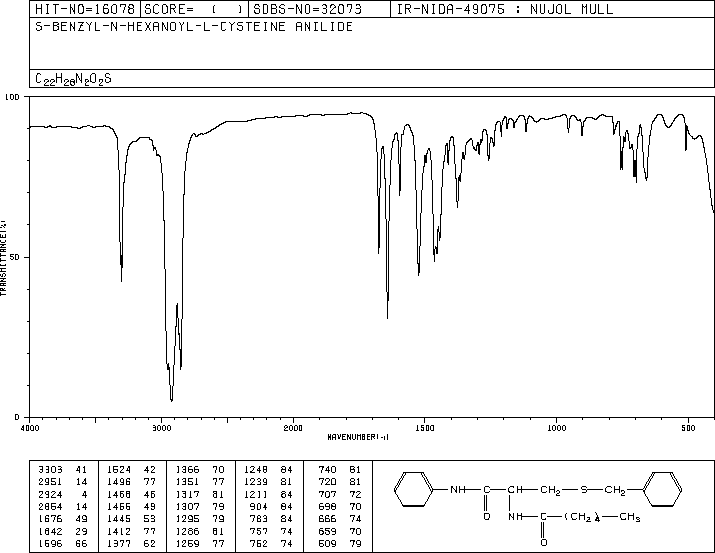 HIT-NO=16078 SCORE= ( ) SDBS-NO=32073 IR-NIDA-49075 : NUJOL MULL
S-BENZYL-N-HEXANOYL-L-CYSTEINE ANILIDE
C22H28N2O2S
100
50
0
TRANSMITTANCE(%)
4000 3000 2000 1500 1000 500
WAVENUMBER(-1)
3303 41 1524 42 1366 70 1248 84 740 81
2951 14 1496 77 1351 77 1239 81 720 81
2924 4 1468 46 1317 81 1211 84 707 72
2854 14 1456 49 1307 79 904 84 698 70
1676 49 1445 53 1295 79 783 84 666 74
1642 29 1412 77 1286 81 757 74 659 70
1596 66 1377 62 1259 77 752 74 509 79
NH C CH CH2 S CH2
O NH C (CH2)4 CH3
O